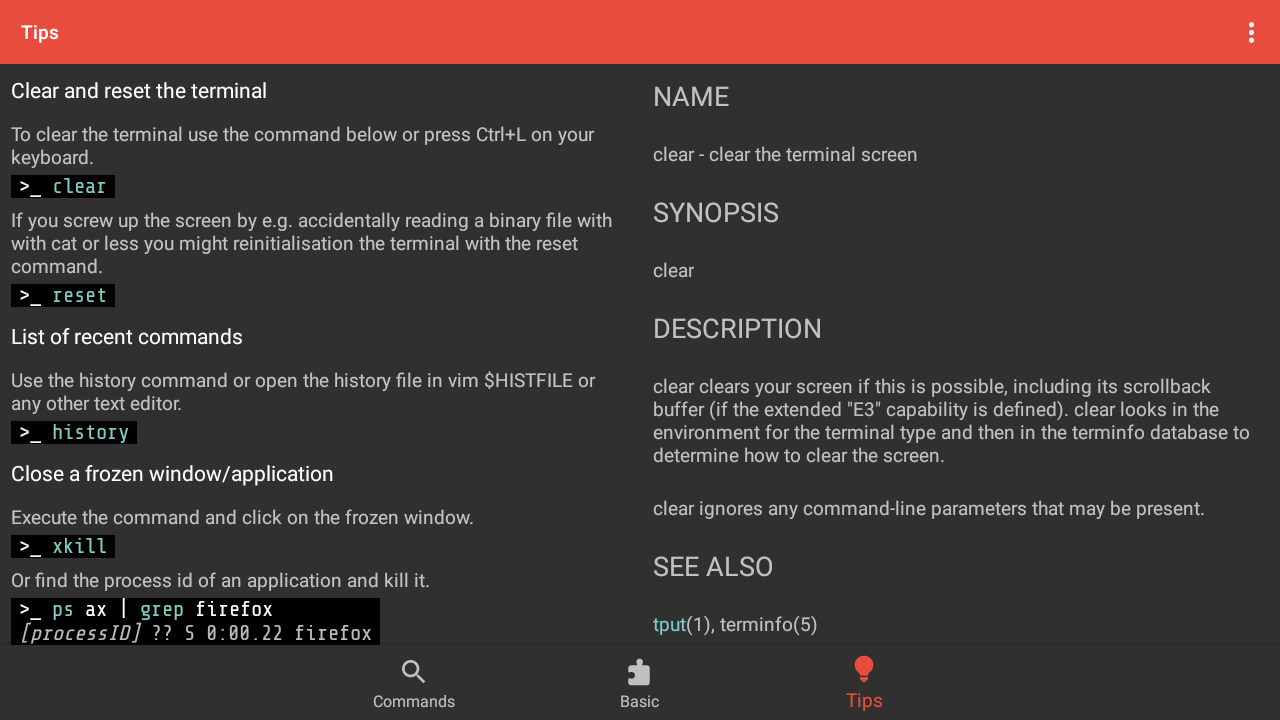 Tips
Clear and reset the terminal
To clear the terminal use the command below or press Ctrl+L on your
keyboard.
>_ clear
If you screw up the screen by e.g. accidentally reading a binary file with
with cat or less you might reinitialisation the terminal with the reset
command.
>_ reset
List of recent commands
Use the history command or open the history file in vim $HISTFILE or
any other text editor.
>_ history
Close a frozen window/application
Execute the command and click on the frozen window.
>_ xkill
Or find the process id of an application and kill it.
>_ ps ax | grep firefox
[processID] ?? S 0:00.22 firefox
NAME
clear - clear the terminal screen
SYNOPSIS
clear
DESCRIPTION
clear clears your screen if this is possible, including its scrollback
buffer (if the extended "E3" capability is defined). clear looks in the
environment for the terminal type and then in the terminfo database to
determine how to clear the screen.
clear ignores any command-line parameters that may be present.
SEE ALSO
tput(1), terminfo(5)
Commands
Basic
Tips